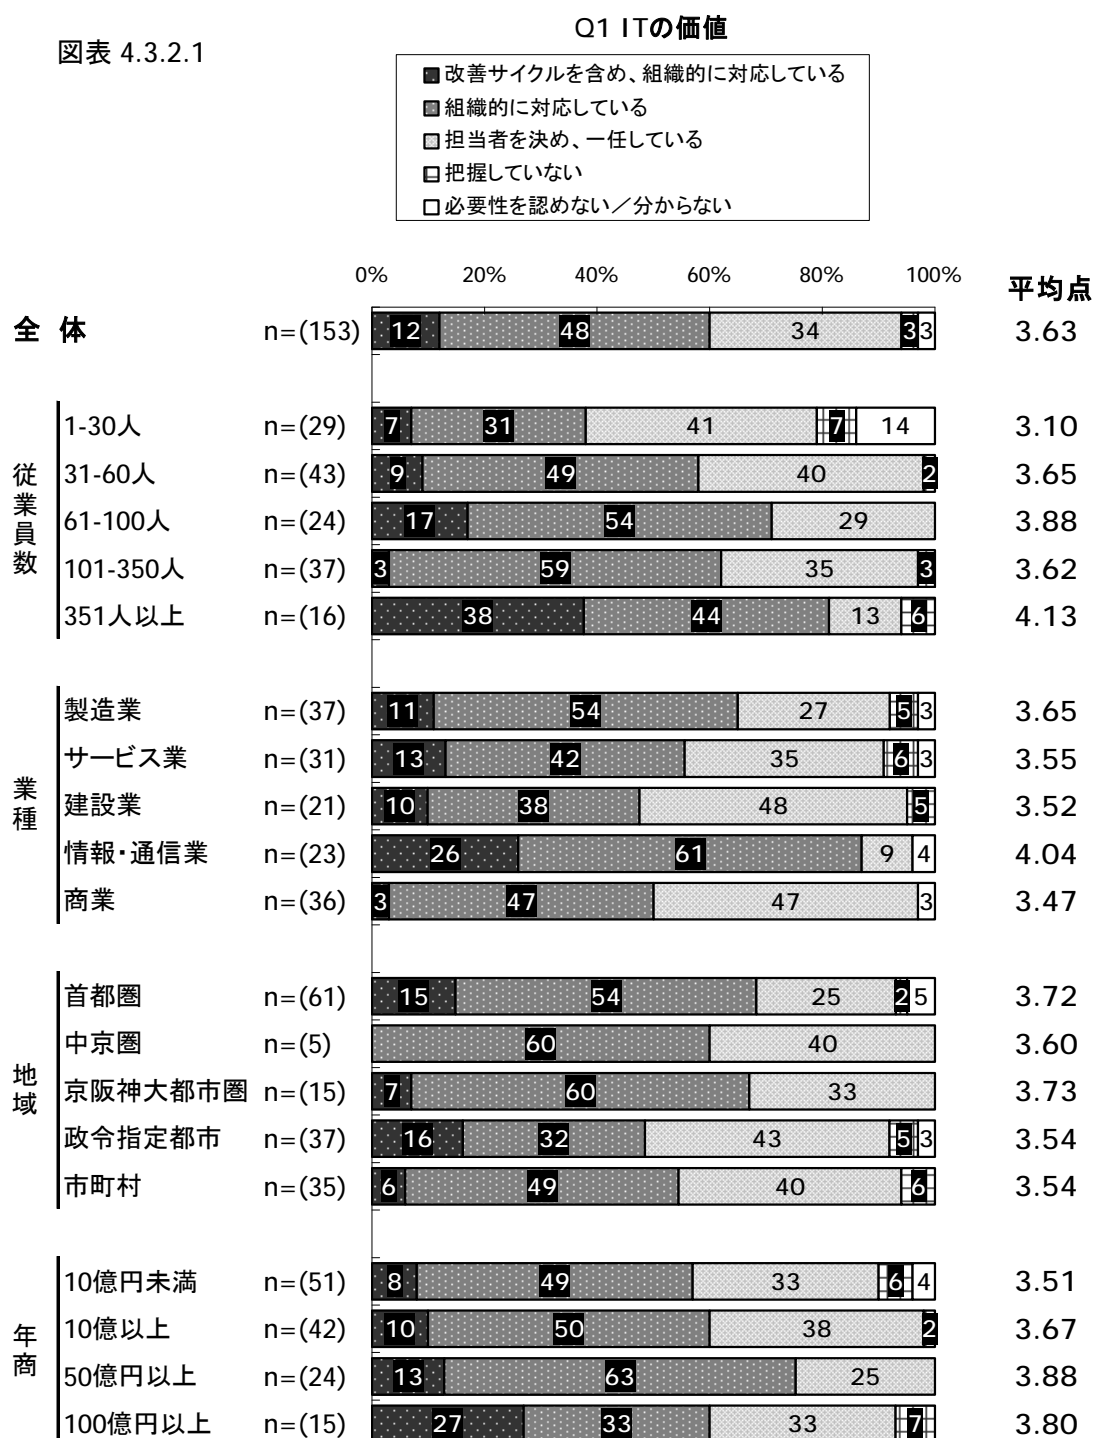 Q1 ITの価値
図表 4.3.2.1
改善サイクルを含め、組織的に対応している
組織的に対応している
担当者を決め、一任している
把握していない
必要性を認めない／分からない
0% 20% 40% 60% 80% 100%
平均点
全 体 n=(153) 12 48 34 3 3 3.63
従業員数
1-30人 n=(29) 7 31 41 7 14 3.10
31-60人 n=(43) 9 49 40 2 3.65
61-100人 n=(24) 17 54 29 3.88
101-350人 n=(37) 3 59 35 3 3.62
351人以上 n=(16) 38 44 13 6 4.13
業種
製造業 n=(37) 11 54 27 5 3 3.65
サービス業 n=(31) 13 42 35 6 3 3.55
建設業 n=(21) 10 38 48 5 3.52
情報・通信業 n=(23) 26 61 9 4 4.04
商業 n=(36) 3 47 47 3 3.47
地域
首都圏 n=(61) 15 54 25 2 5 3.72
中京圏 n=(5) 60 40 3.60
京阪神大都市圏 n=(15) 7 60 33 3.73
政令指定都市 n=(37) 16 32 43 5 3 3.54
市町村 n=(35) 6 49 40 6 3.54
年商
10億円未満 n=(51) 8 49 33 6 4 3.51
10億以上 n=(42) 10 50 38 2 3.67
50億円以上 n=(24) 13 63 25 3.88
100億円以上 n=(15) 27 33 33 7 3.80